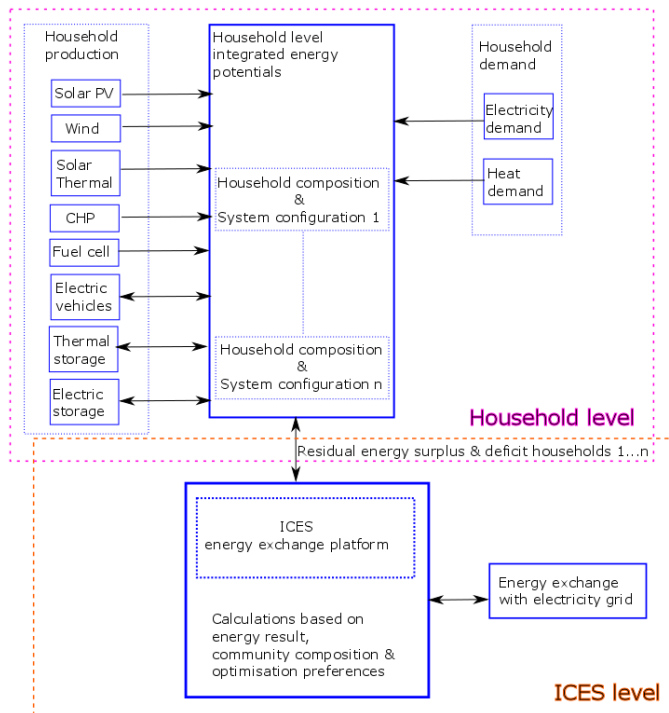 Household
production
Solar PV
Wind
Solar
Thermal
CHP
Fuel cell
Electric
vehicles
Thermal
storage
Electric
storage
Household level
integrated energy
potentials
Household composition
&
System configuration 1
Household composition
&
System configuration n
Household
demand
Electricity
demand
Heat
demand
Household level
Residual energy surplus & deficit households 1...n
ICES
energy exchange platform
Calculations based on
energy result,
community composition &
optimisation preferences
Energy exchange
with electricity grid
ICES level